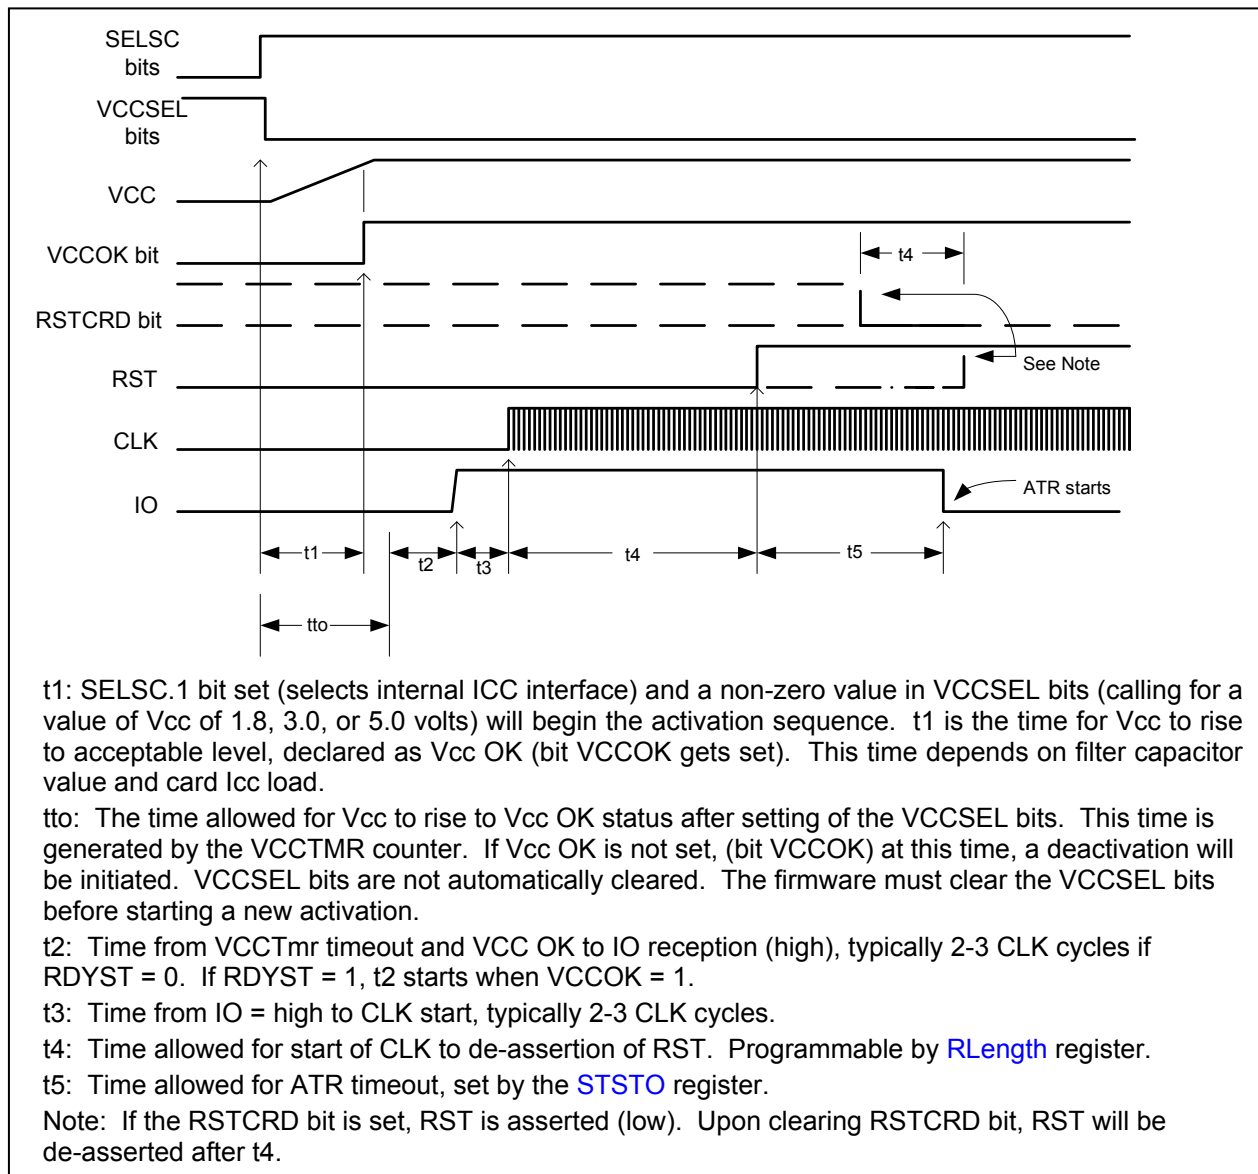 SELSC
bits
VCCSEL
bits
VCC
VCCOK bit
t4
RSTCRD bit
See Note
RST
CLK
IO
ATR starts
t1
t2
t3
t4
t5
tto
t1: SELSC.1 bit set (selects internal ICC interface) and a non-zero value in VCCSEL bits (calling for a
value of Vcc of 1.8, 3.0, or 5.0 volts) will begin the activation sequence. t1 is the time for Vcc to rise
to acceptable level, declared as Vcc OK (bit VCCOK gets set). This time depends on filter capacitor
value and card Icc load.
tto: The time allowed for Vcc to rise to Vcc OK status after setting of the VCCSEL bits. This time is
generated by the VCCTMR counter. If Vcc OK is not set, (bit VCCOK) at this time, a deactivation will
be initiated. VCCSEL bits are not automatically cleared. The firmware must clear the VCCSEL bits
before starting a new activation.
t2: Time from VCCTmr timeout and VCC OK to IO reception (high), typically 2-3 CLK cycles if
RDYST = 0. If RDYST = 1, t2 starts when VCCOK = 1.
t3: Time from IO = high to CLK start, typically 2-3 CLK cycles.
t4: Time allowed for start of CLK to de-assertion of RST. Programmable by RLength register.
t5: Time allowed for ATR timeout, set by the STSTO register.
Note: If the RSTCRD bit is set, RST is asserted (low). Upon clearing RSTCRD bit, RST will be
de-asserted after t4.